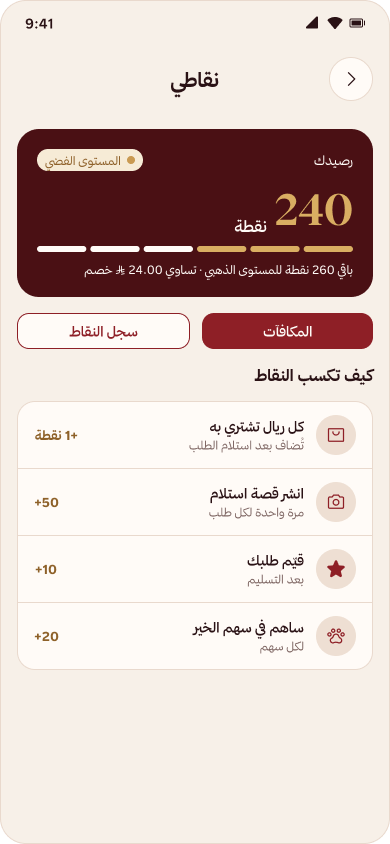 9:41
نقاطي
رصيدك
المستوى الفضي
240 نقطة
باقي 260 نقطة للمستوى الذهبي · تساوي 24.00 ⃁ خصم
المكافآت
سجل النقاط
كيف تكسب النقاط
كل ريال تشتري به
تُضاف بعد استلام الطلب
+1 نقطة
انشر قصة استلام
مرة واحدة لكل طلب
+50
قيّم طلبك
بعد التسليم
+10
ساهم في سهم الخير
لكل سهم
+20